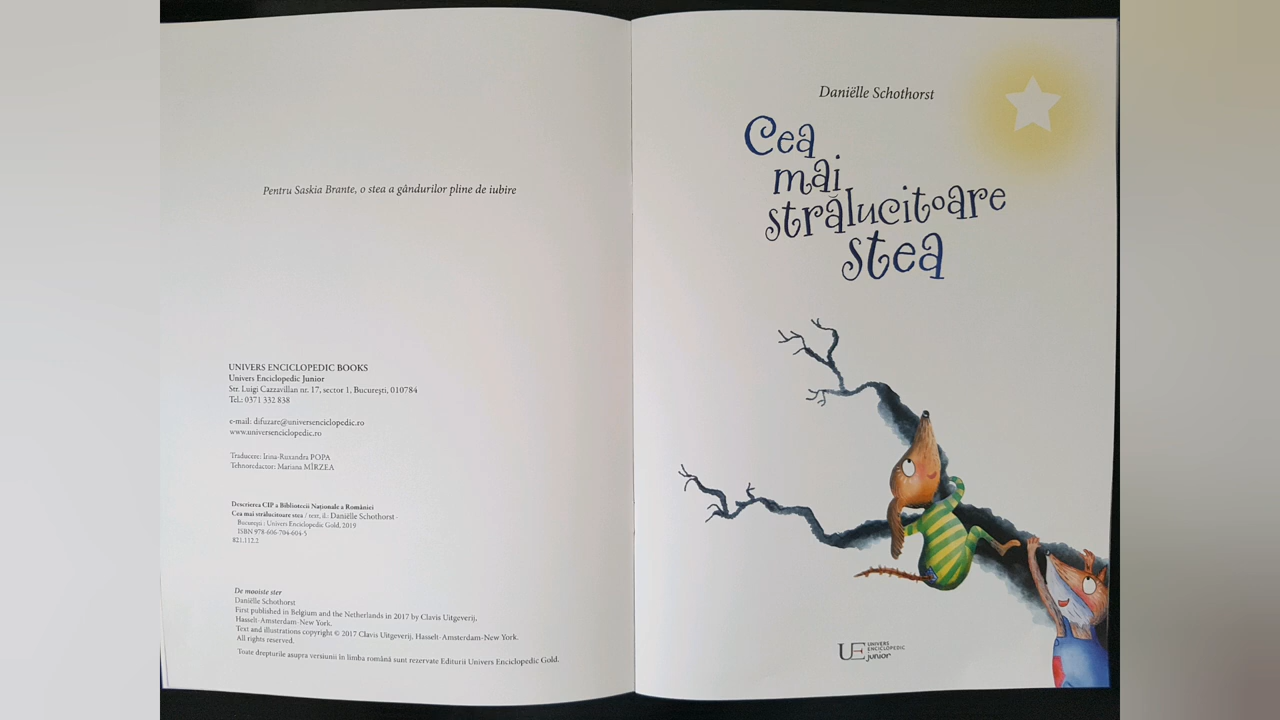 Pentru Saskia Brante, o stea a gândurilor pline de iubire
UNIVERS ENCICLOPEDIC BOOKS
Univers Enciclopedic Junior
Str. Luigi Cazzavillan nr. 17, sector 1, București, 010784
Tel.: 0371 332 838
e-mail: difuzare@universenciclopedic.ro
www.universenciclopedic.ro
Traducere: Irina-Ruxandra POPA
Tehnoredactor: Mariana MÎRZEA
Descrierea CIP a Bibliotecii Naționale a României
Cea mai strălucitoare stea / text, il.: Daniëlle Schothorst -
București : Univers Enciclopedic Gold, 2019
ISBN 978-606-704-604-5
821.112.2
De mooiste ster
Daniëlle Schothorst
First published in Belgium and the Netherlands in 2017 by Clavis Uitgeverij,
Hasselt-Amsterdam-New York.
Text and illustrations copyright © 2017 Clavis Uitgeverij, Hasselt-Amsterdam-New York.
All rights reserved.
Toate drepturile asupra versiunii în limba română sunt rezervate Editurii Univers Enciclopedic Gold.
Daniëlle Schothorst
Cea
mai
strălucitoare
stea
UE UNIVERS
ENCICLOPEDIC
junior